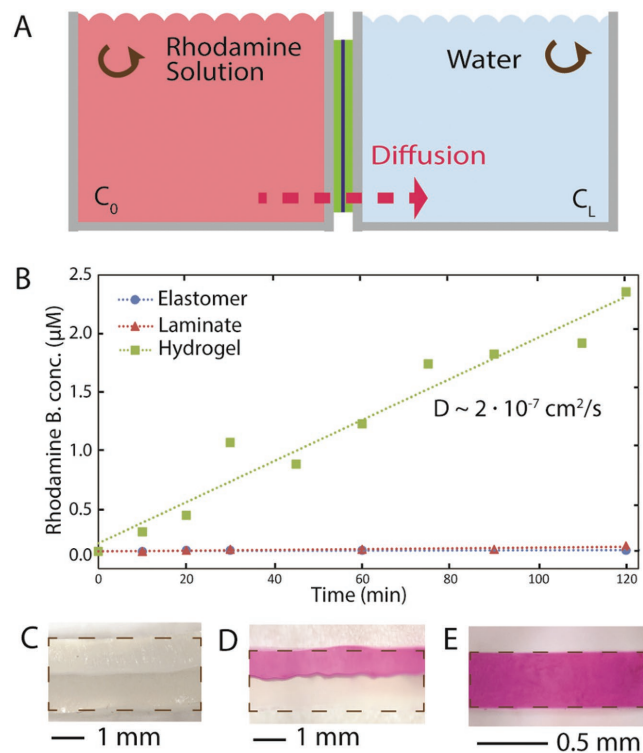 A
Rhodamine
Solution
Water
Diffusion
C₀
C_L
B
Rhodamine B. conc. (μM)
2.5
2.0
1.5
1.0
0.5
0.0
Elastomer
Laminate
Hydrogel
D ~ 2 · 10⁻⁷ cm²/s
0 20 40 60 80 100 120
Time (min)
C
D
E
1 mm
1 mm
0.5 mm